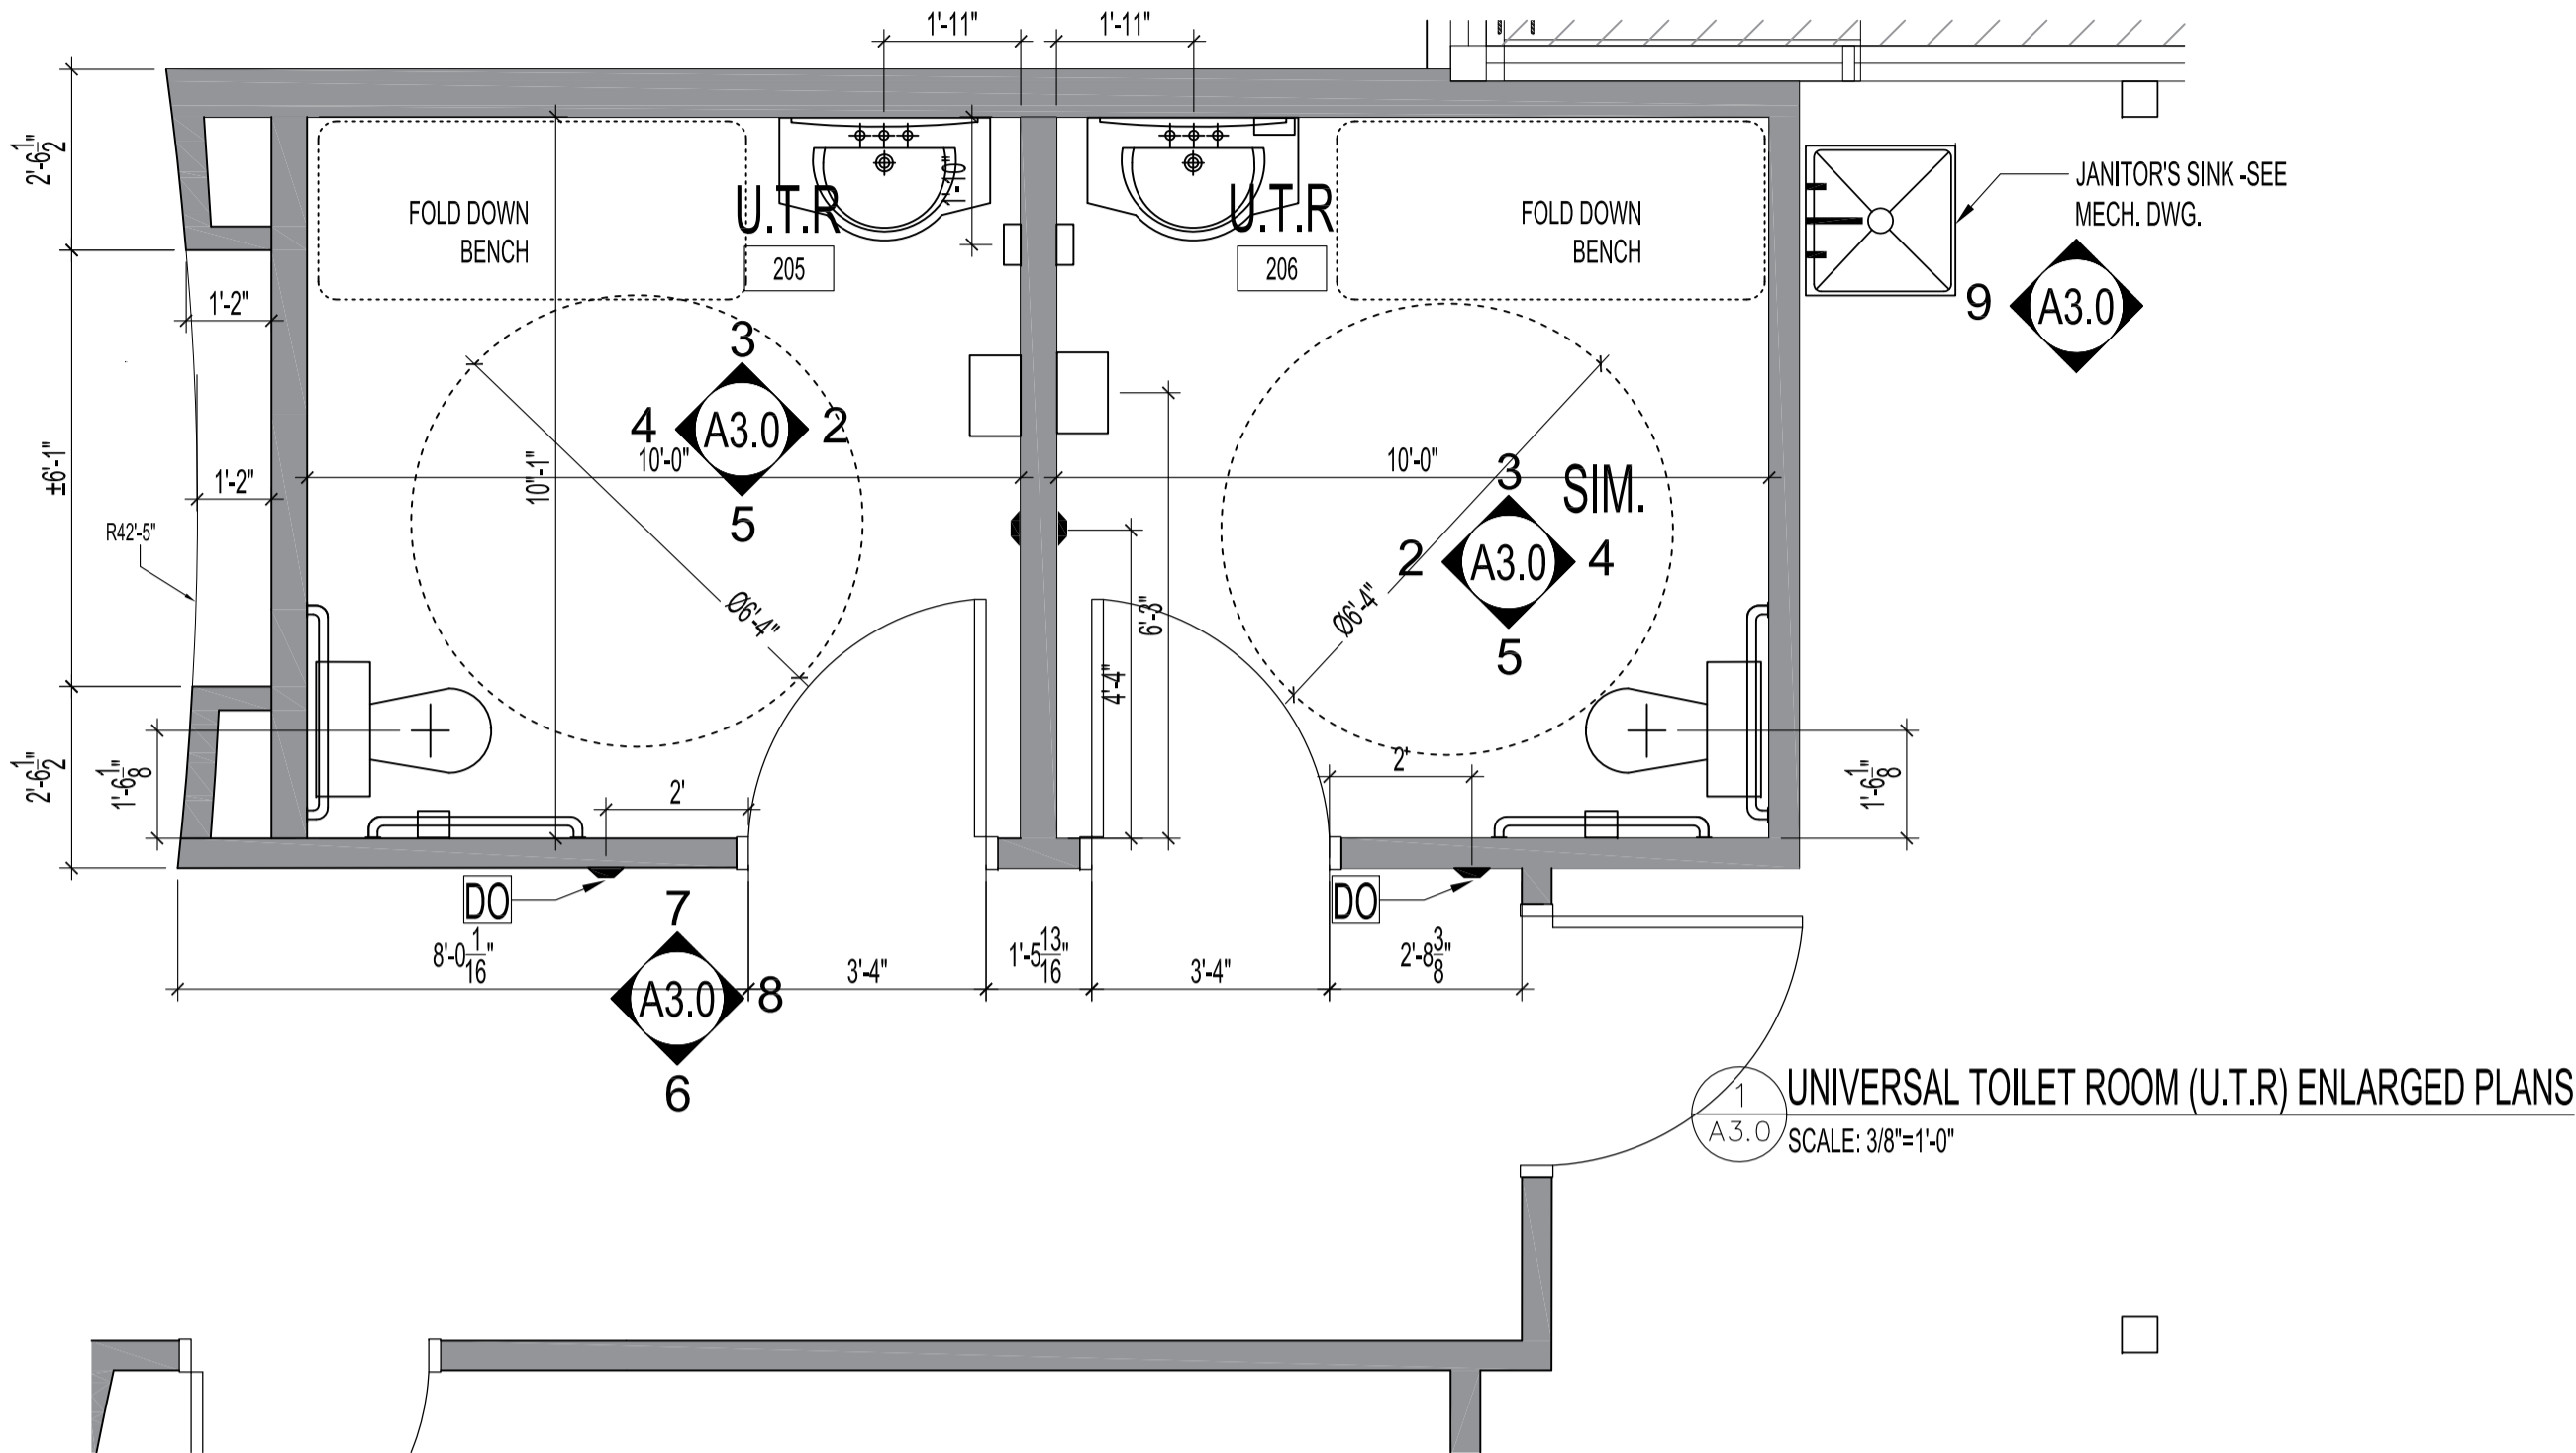 1'-11" 1'-11"
2'-6 1/2"
JANITOR'S SINK -SEE
MECH. DWG.
FOLD DOWN
BENCH
U.T.R
205
1'-0"
U.T.R
206
FOLD DOWN
BENCH
9 A3.0
1'-2"
3
4 A3.0 2
5
±6'-1"
10'-0"
10'-1"
10'-0"
3 SIM.
2 A3.0 4
5
1'-2"
R42'-5"
Ø6'-4"
Ø6'-4"
6'-3"
4'-4"
2'-6 1/2"
1'-6 1/8"
2'
2'
1'-6 1/8"
DO
DO
7
A3.0 8
6
8'-0 1/16"
3'-4"
1'-5 13/16"
3'-4"
2'-8 3/8"
1
A3.0
UNIVERSAL TOILET ROOM (U.T.R) ENLARGED PLANS
SCALE: 3/8"=1'-0"